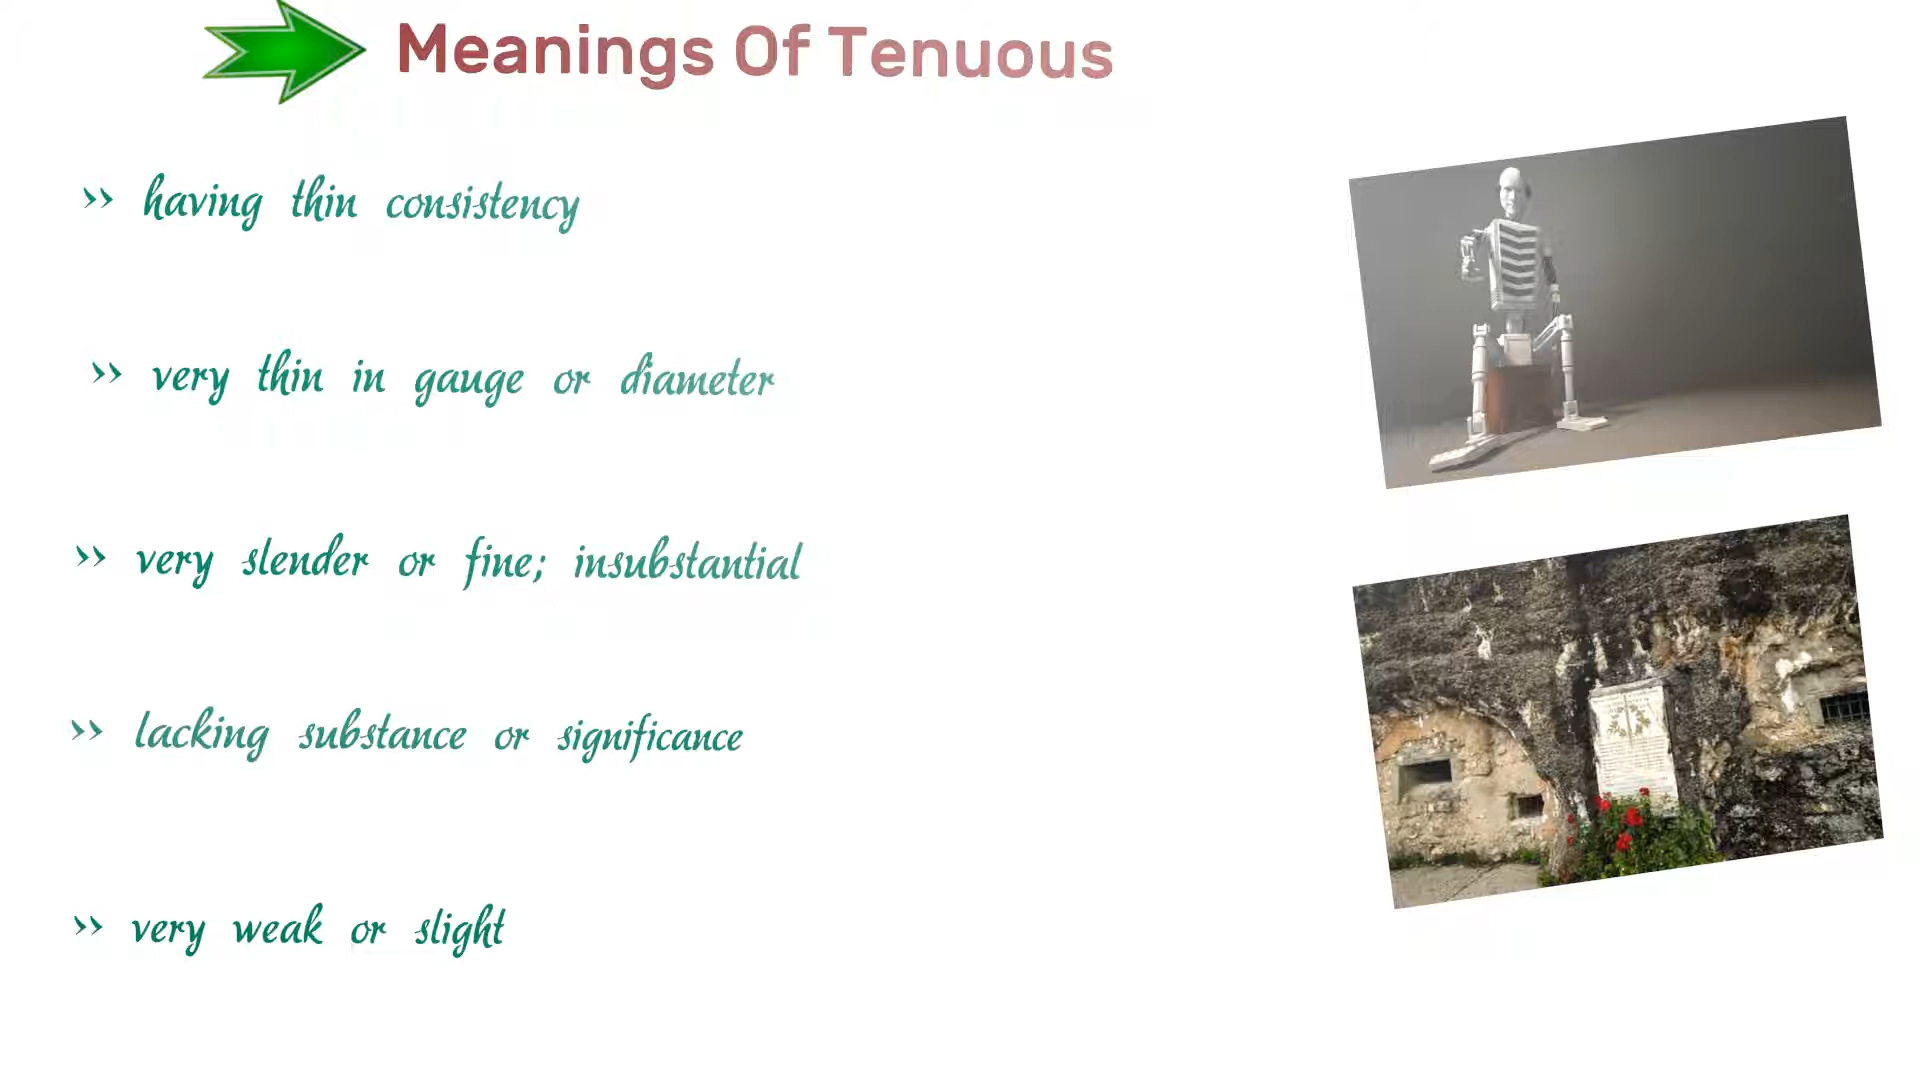 Meanings Of Tenuous
>> having thin consistency
>> very thin in gauge or diameter
>> very slender or fine; insubstantial
>> lacking substance or significance
>> very weak or slight